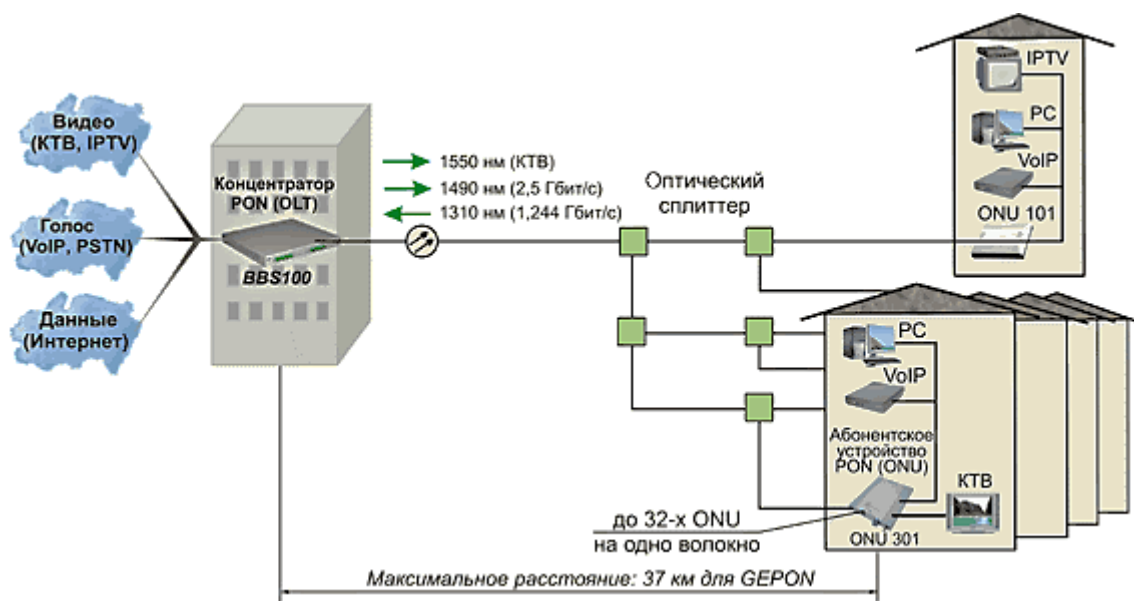 Видео
(КТВ, IPTV)
Голос
(VoIP, PSTN)
Данные
(Интернет)
Концентратор
PON (OLT)
BBS100
1550 нм (КТВ)
1490 нм (2,5 Гбит/с)
1310 нм (1,244 Гбит/с)
Оптический
сплиттер
IPTV
PC
VoIP
ONU 101
PC
VoIP
Абонентское
устройство
PON (ONU)
КТВ
ONU 301
до 32-х ONU
на одно волокно
Максимальное расстояние: 37 км для GEPON